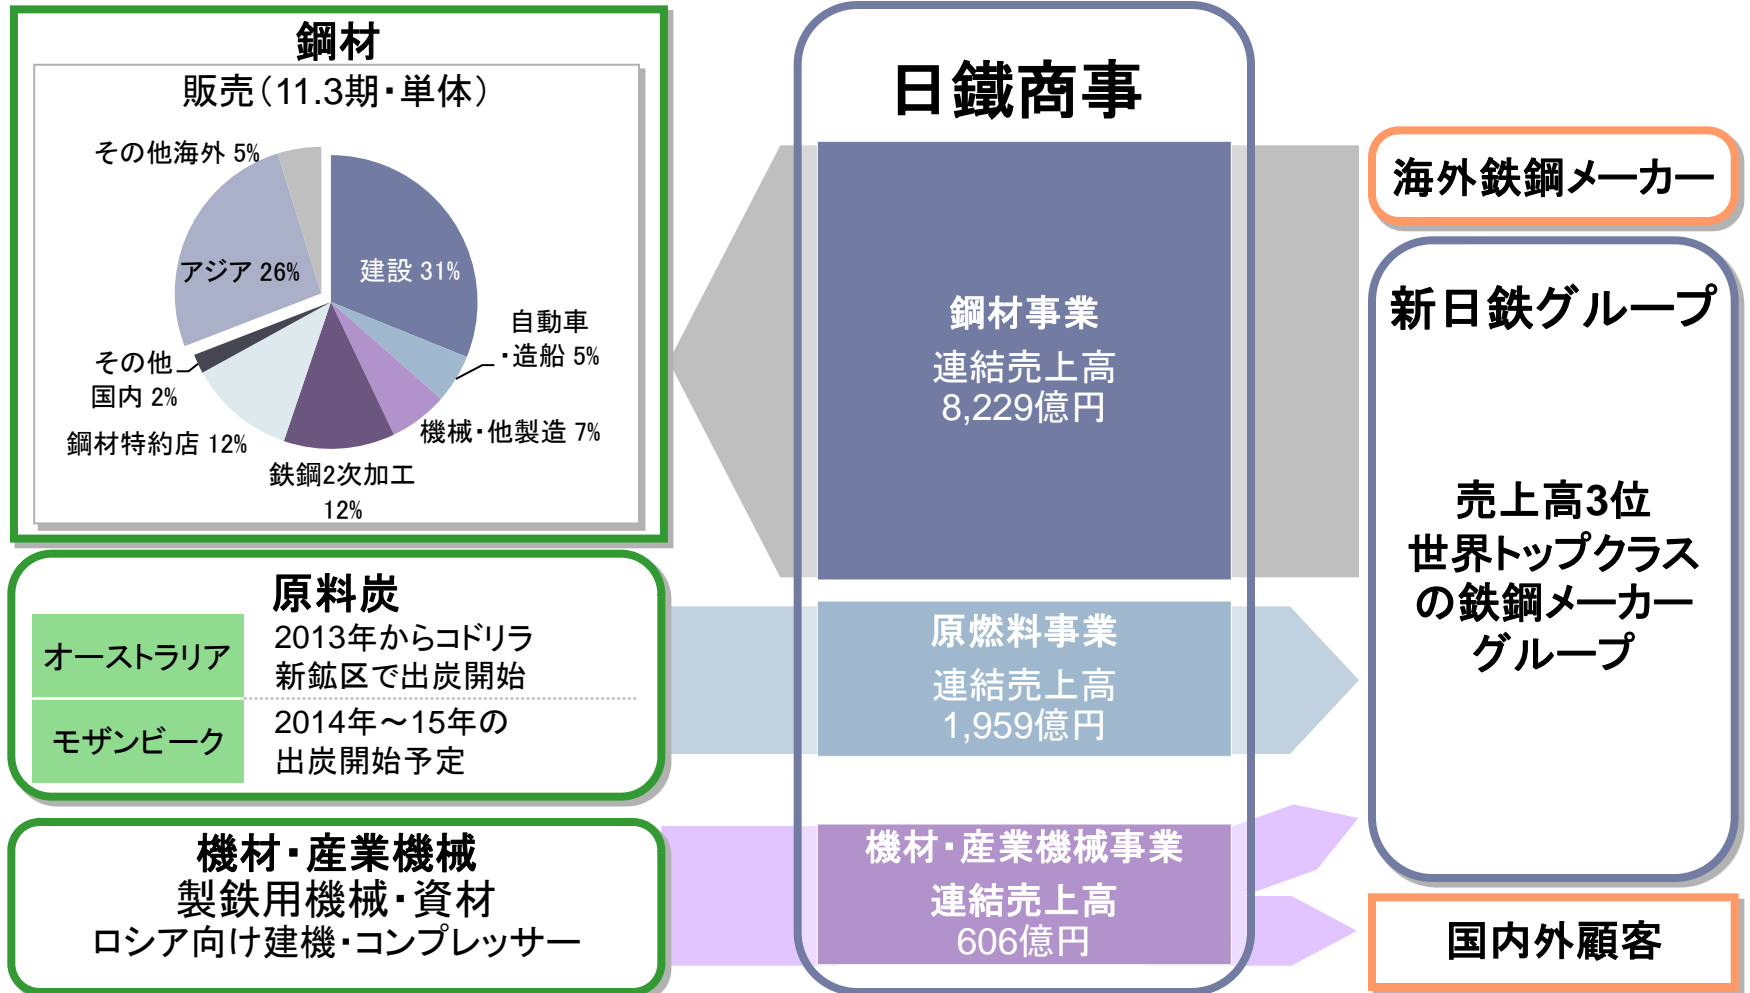 鋼材
販売（11.3期・単体）
その他海外 5%
アジア 26%
建設 31%
自動車
・造船 5%
その他
国内 2%
機械・他製造 7%
鋼材特約店 12%
鉄鋼2次加工
12%
原料炭
オーストラリア
2013年からコドリラ
新鉱区で出炭開始
モザンビーク
2014年～15年の
出炭開始予定
機材・産業機械
製鉄用機械・資材
ロシア向け建機・コンプレッサー
日鐵商事
鋼材事業
連結売上高
8,229億円
原燃料事業
連結売上高
1,959億円
機材・産業機械事業
連結売上高
606億円
海外鉄鋼メーカー
新日鉄グループ
売上高3位
世界トップクラス
の鉄鋼メーカー
グループ
国内外顧客